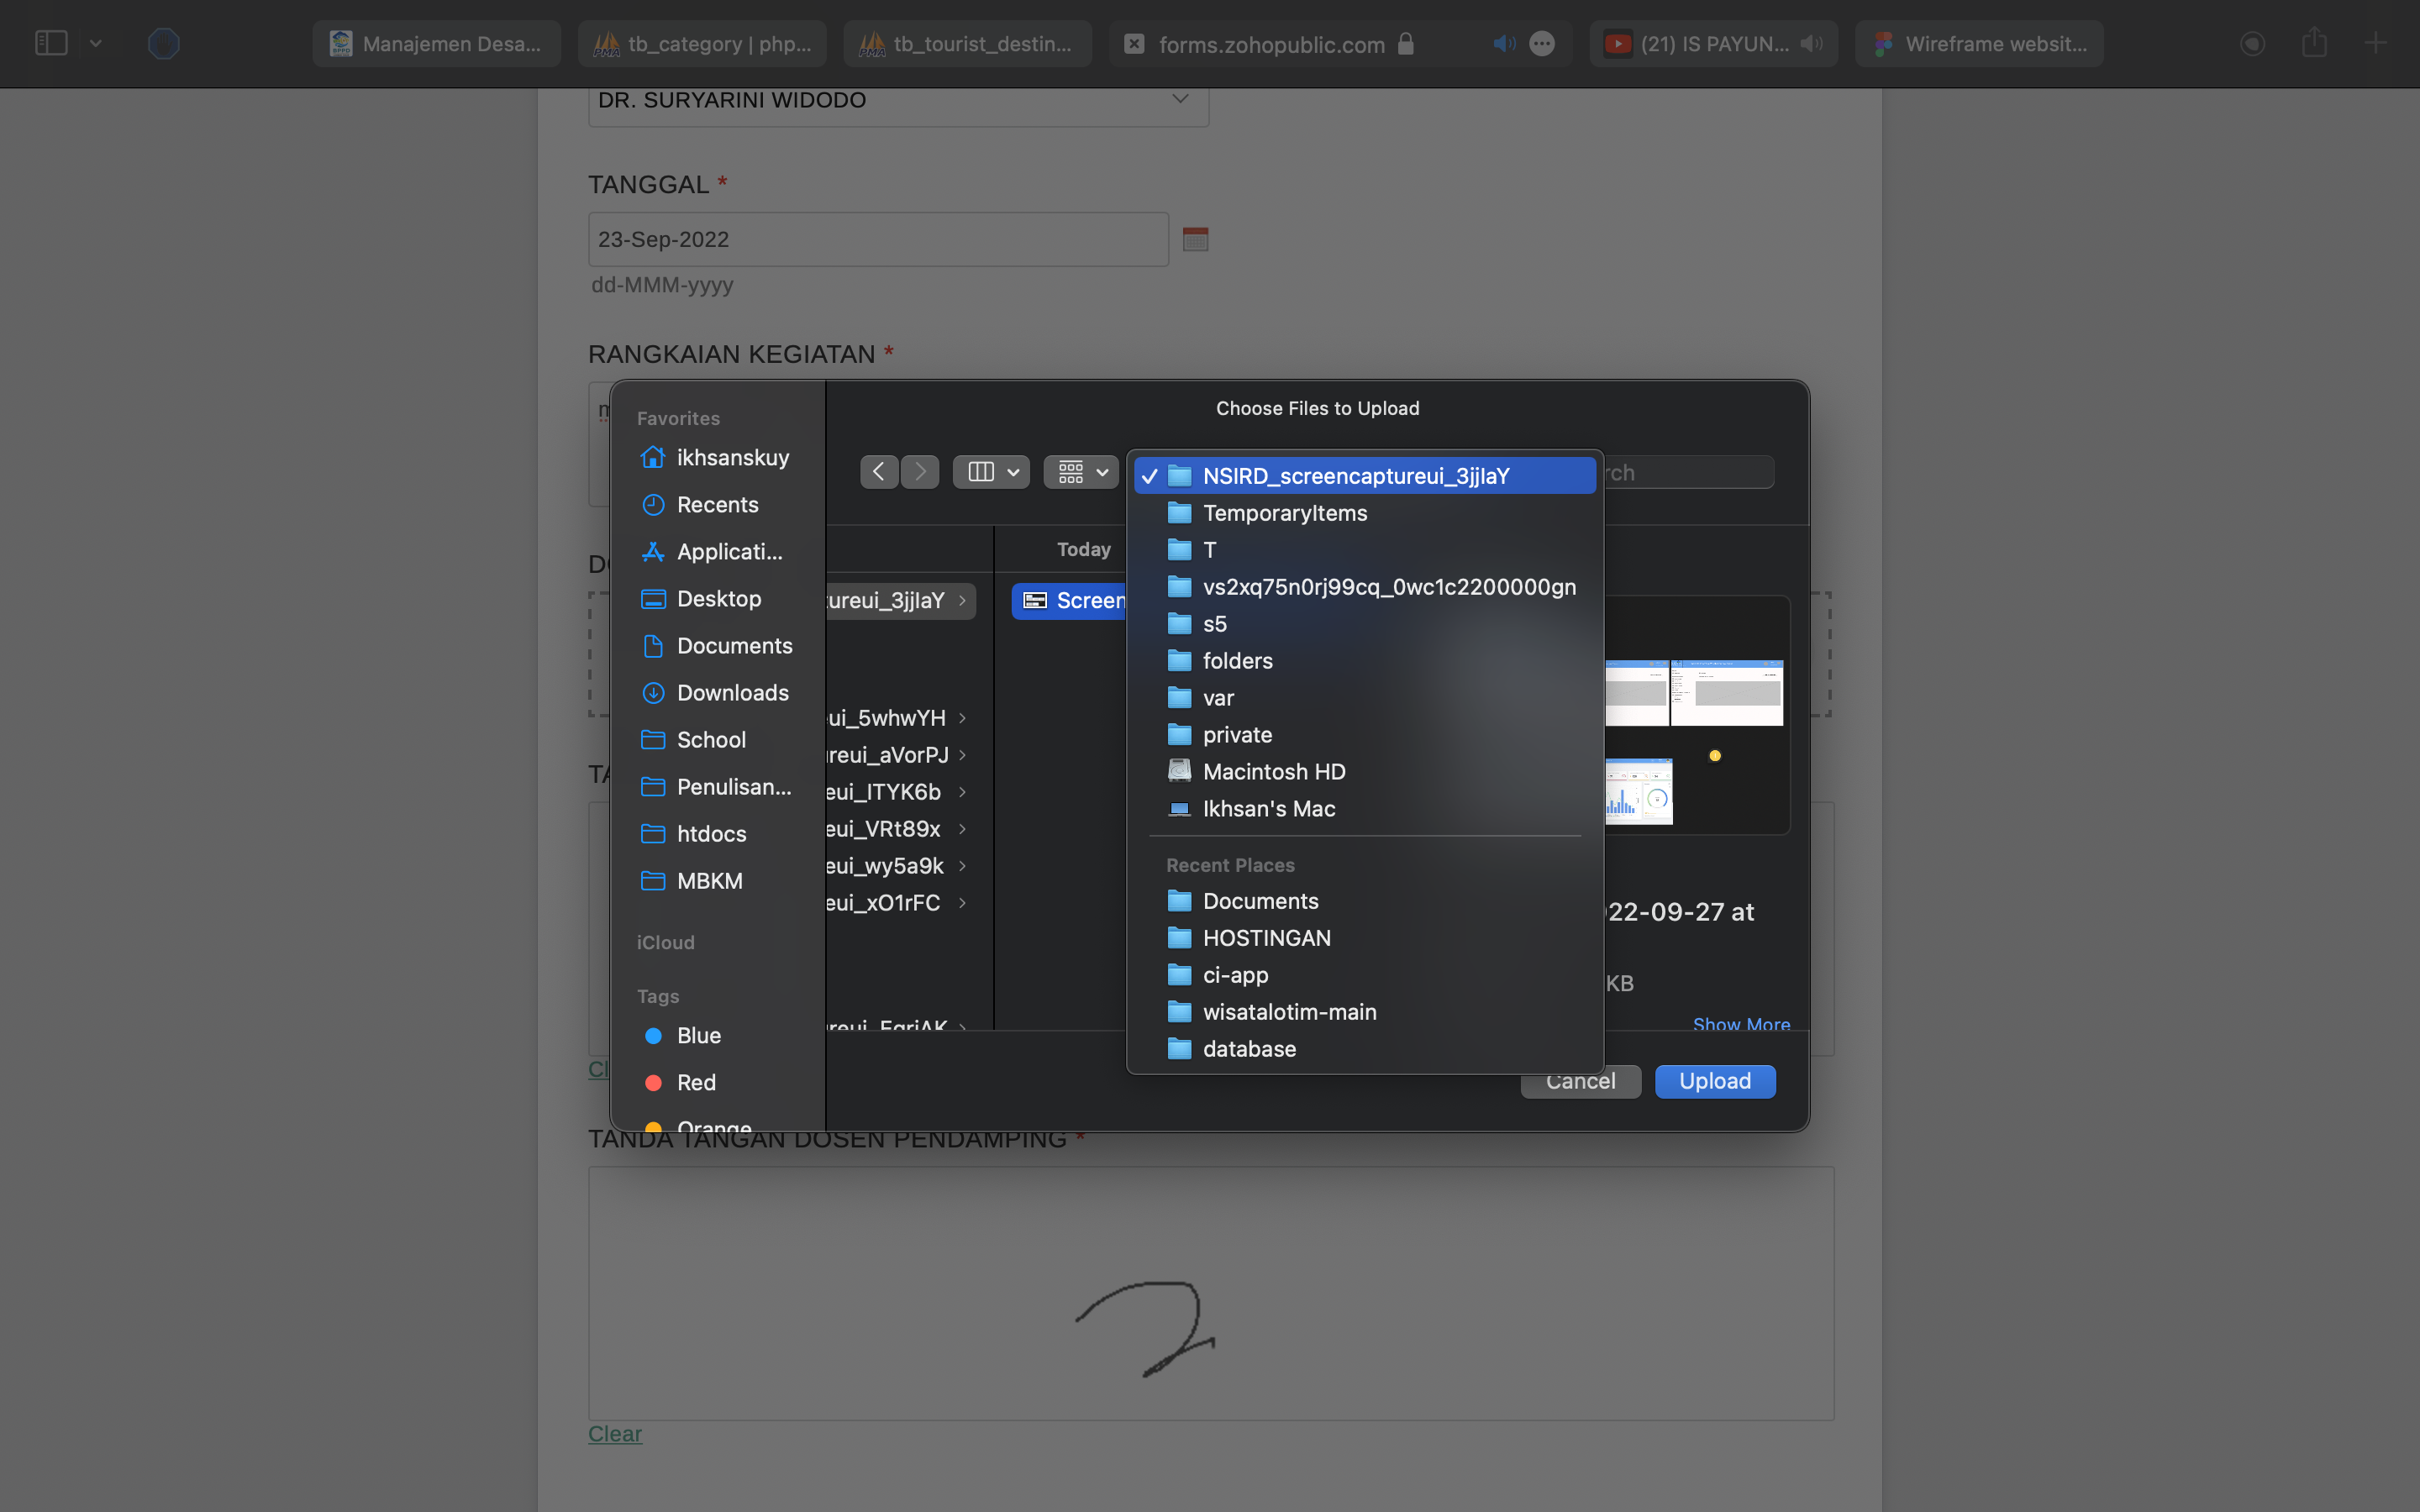 Manajemen Desa...
tb_category | php...
tb_tourist_destin...
forms.zohopublic.com
(21) IS PAYUN...
Wireframe websit...
DR. SURYARINI WIDODO
TANGGAL *
23-Sep-2022
dd-MMM-yyyy
RANGKAIAN KEGIATAN *
Choose Files to Upload
Favorites
ikhsanskuy
Recents
Applicati...
Desktop
Documents
Downloads
School
Penulisan...
htdocs
MBKM
iCloud
Tags
Blue
Red
Orange
tureui_3jjlaY
ui_5whwYH
reui_aVorPJ
eui_ITYK6b
eui_VRt89x
eui_wy5a9k
eui_xO1rFC
Today
Screen
NSIRD_screencaptureui_3jjlaY
TemporaryItems
T
vs2xq75n0rj99cq_0wc1c2200000gn
s5
folders
var
private
Macintosh HD
Ikhsan's Mac
Recent Places
Documents
HOSTINGAN
ci-app
wisatalotim-main
database
rch
22-09-27 at
KB
Show More
Cancel
Upload
TANDA TANGAN DOSEN PENDAMPING *
Clear